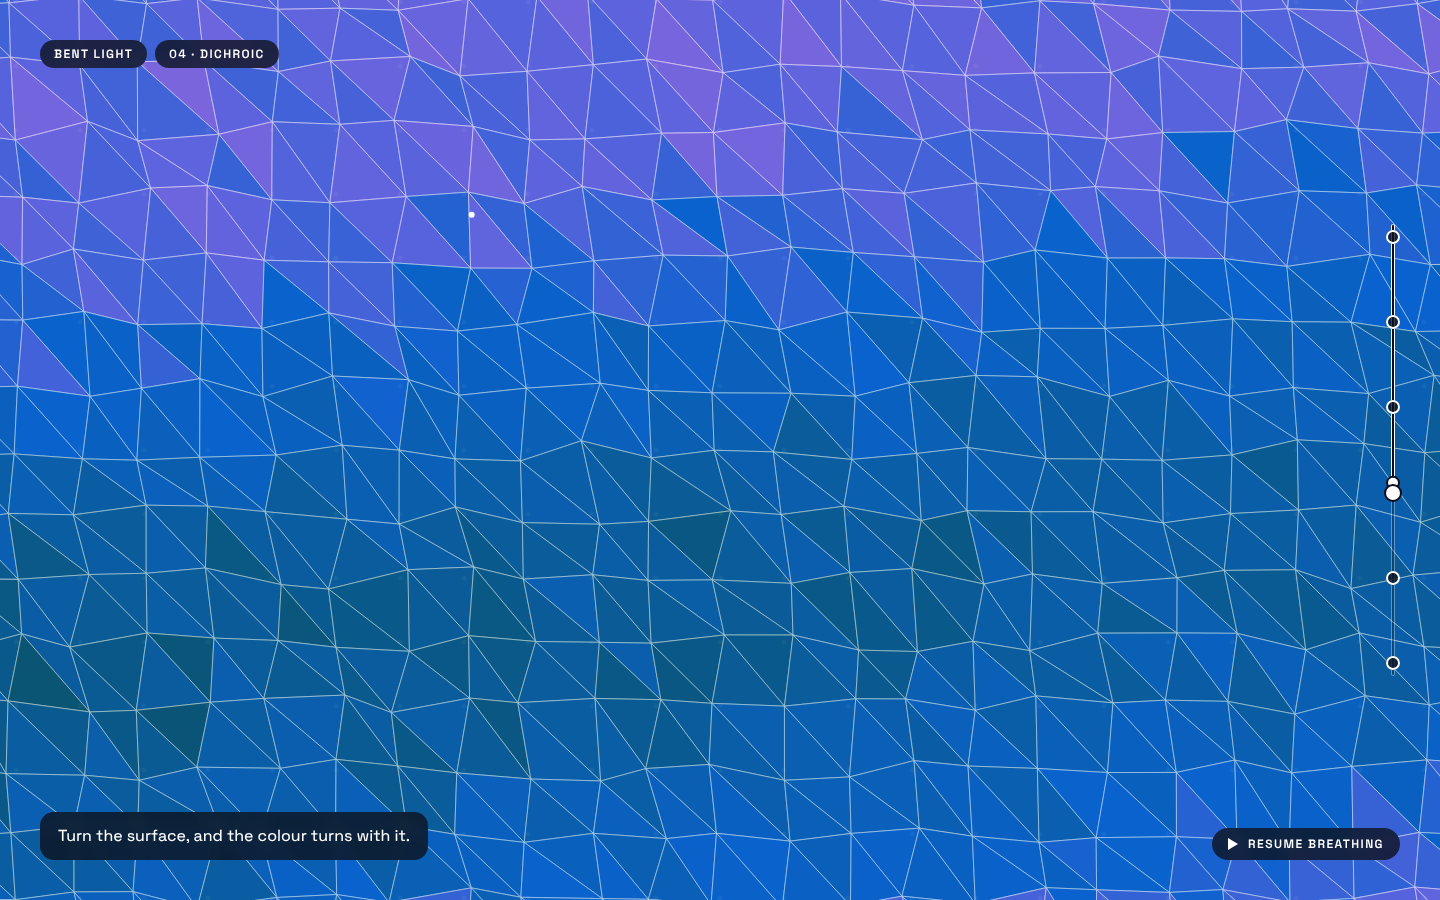 BENT LIGHT
04 · DICHROIC
Turn the surface, and the colour turns with it.
RESUME BREATHING